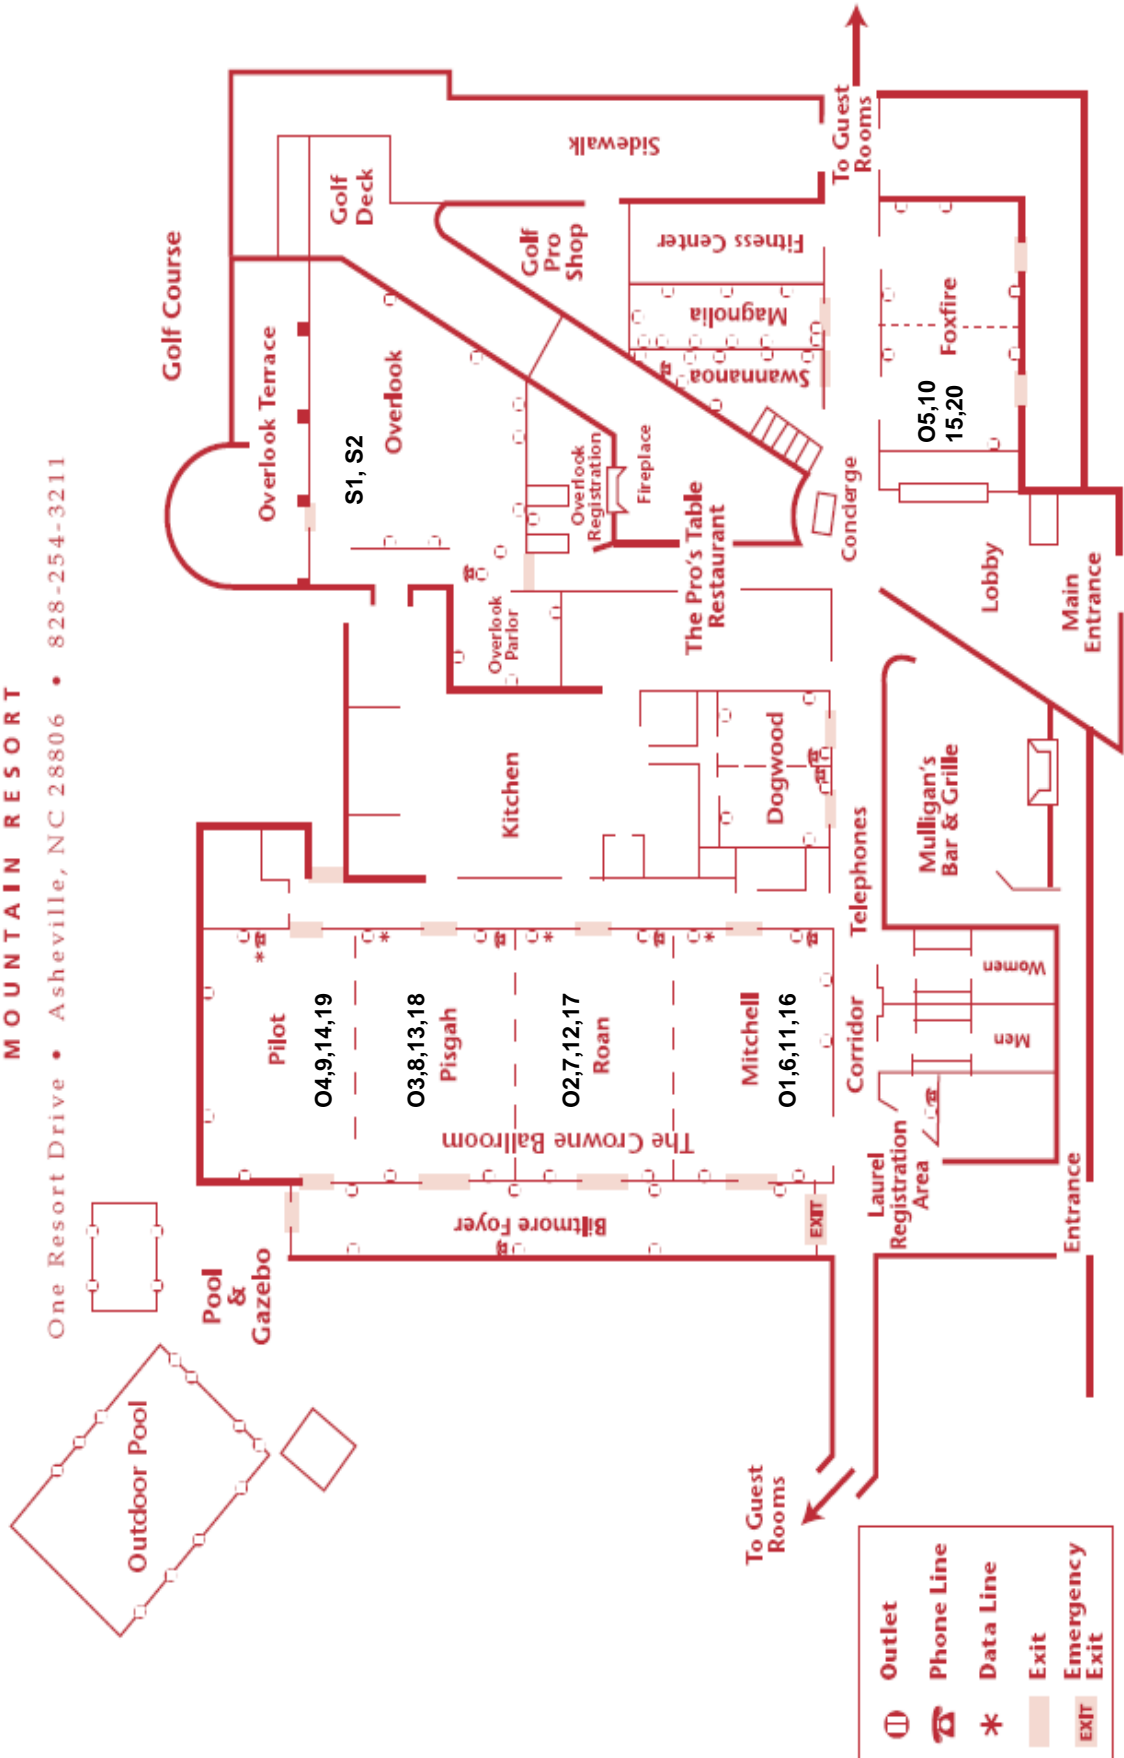 MOUNTAIN RESORT
One Resort Drive • Asheville, NC 28806 • 828-254-3211
Outdoor Pool
Pool
&
Gazebo
Golf Course
Overlook Terrace
Golf
Deck
Sidewalk
S1, S2
Overlook
Golf
Pro
Shop
Fitness Center
Magnolia
Swannanoa
To Guest
Rooms
Overlook
Registration
Fireplace
Overlook
Parlor
The Pro's Table
Restaurant
Concierge
Foxfire
O5,10
15,20
Lobby
Main
Entrance
Kitchen
Dogwood
Mulligan's
Bar & Grille
Telephones
Pilot
O4,9,14,19
O3,8,13,18
Pisgah
O2,7,12,17
Roan
Mitchell
O1,6,11,16
The Crowne Ballroom
Biltmore Foyer
EXIT
Corridor
Women
Men
Laurel
Registration
Area
Entrance
To Guest
Rooms
Outlet
Phone Line
Data Line
Exit
EXIT
Emergency
Exit